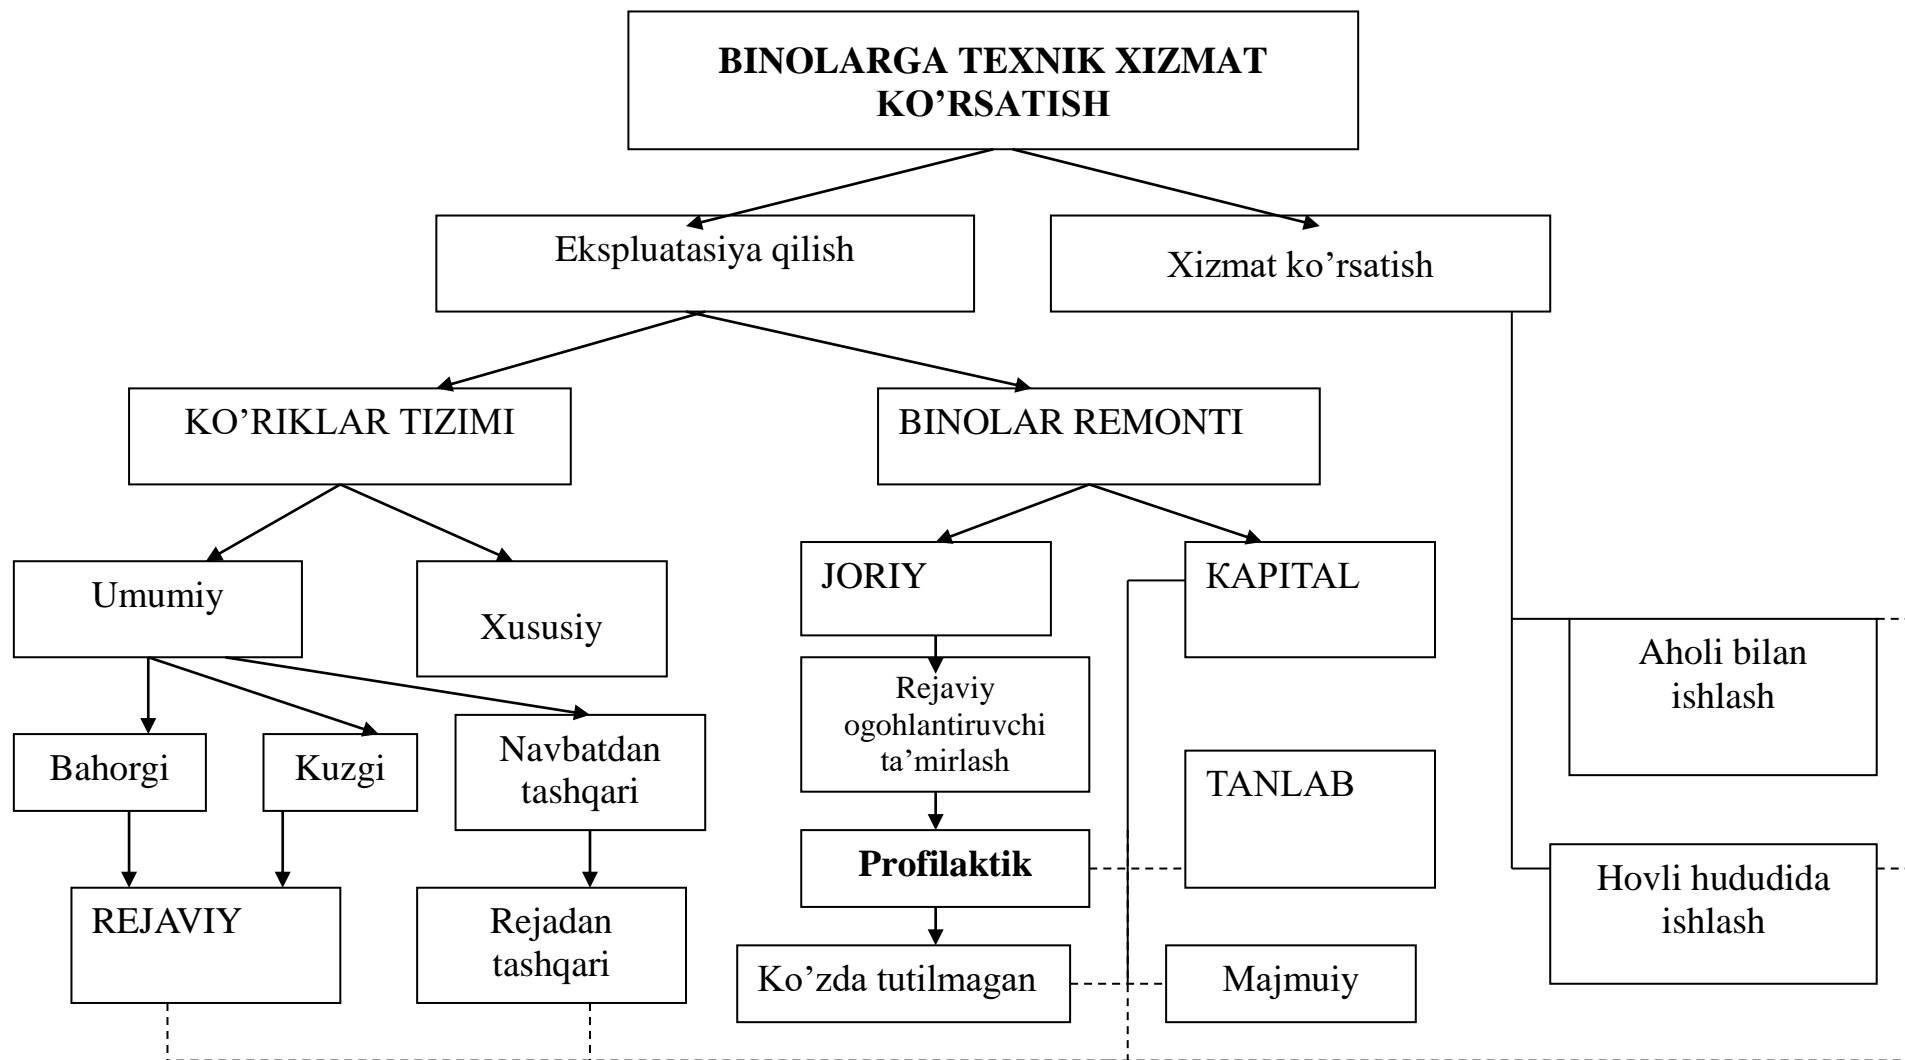 BINOLARGA TEXNIK XIZMAT
KO’RSATISH
Ekspluatasiya qilish
Xizmat ko’rsatish
KO’RIKLAR TIZIMI
BINOLAR REMONTI
Umumiy
Xususiy
JORIY
KAPITAL
Aholi bilan
ishlash
Rejaviy
ogohlantiruvchi
ta’mirlash
Bahorgi
Kuzgi
Navbatdan
tashqari
TANLAB
Profilaktik
Hovli hududida
ishlash
REJAVIY
Rejadan
tashqari
Ko’zda tutilmagan
Majmuiy